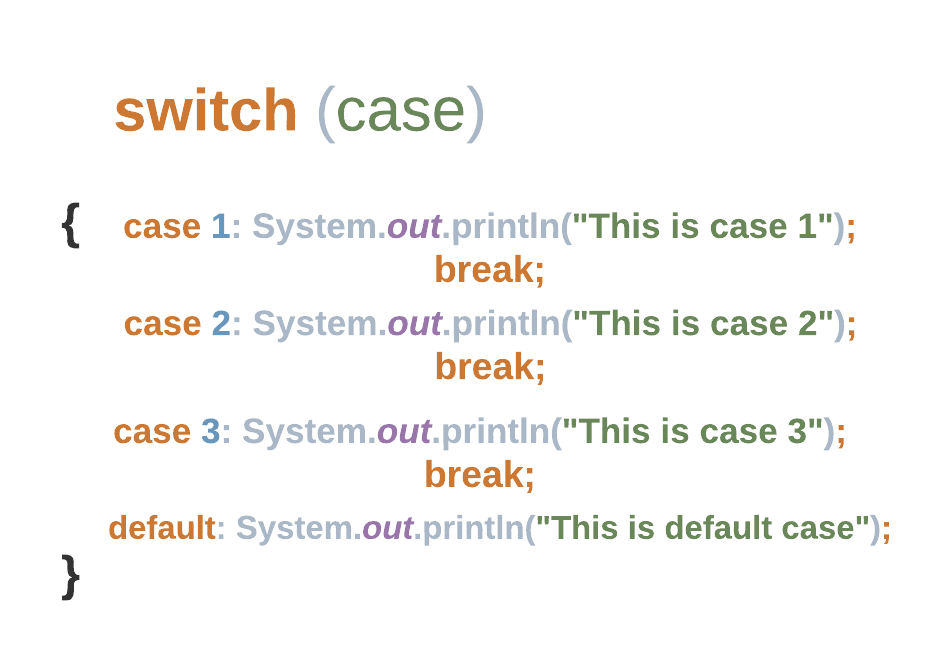 switch (case)
{ case 1: System.out.println("This is case 1");
break;
case 2: System.out.println("This is case 2");
break;
case 3: System.out.println("This is case 3");
break;
default: System.out.println("This is default case");
}